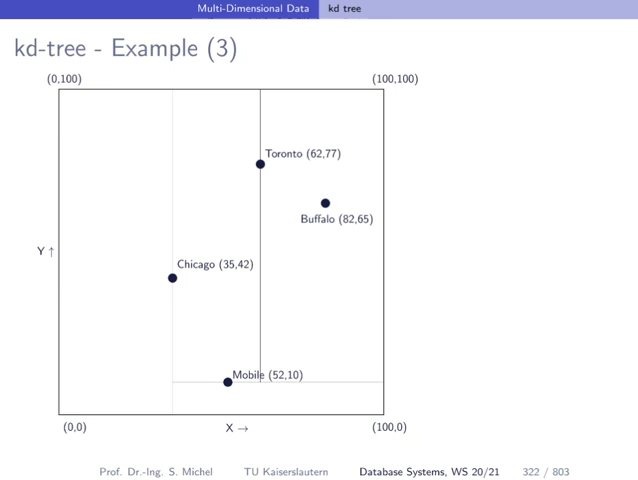 Multi-Dimensional Data kd tree
kd-tree - Example (3)
(0,100) (100,100)
Toronto (62,77)
Buffalo (82,65)
Y ↑
Chicago (35,42)
Mobile (52,10)
(0,0) X → (100,0)
Prof. Dr.-Ing. S. Michel TU Kaiserslautern Database Systems, WS 20/21 322 / 803